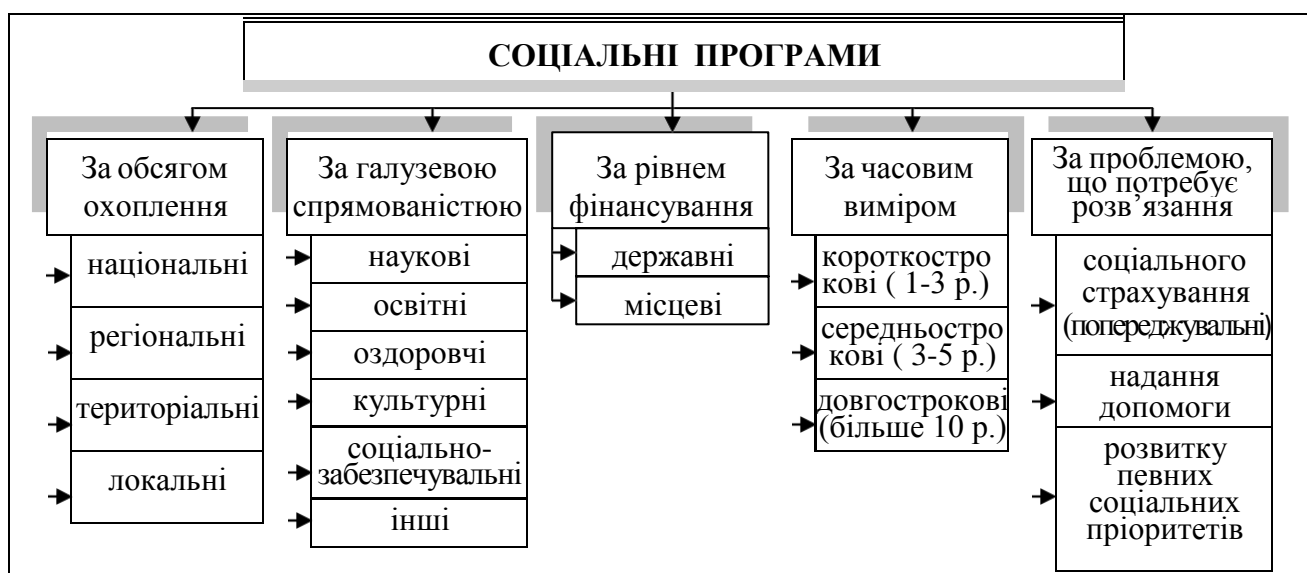 СОЦІАЛЬНІ ПРОГРАМИ
За обсягом
охоплення
національні
регіональні
територіальні
локальні
За галузевою
спрямованістю
наукові
освітні
оздоровчі
культурні
соціально-
забезпечувальні
інші
За рівнем
фінансування
державні
місцеві
За часовим
виміром
короткостро
кові ( 1-3 р.)
середньостро
кові ( 3-5 р.)
довгострокові
(більше 10 р.)
За проблемою,
що потребує
розв’язання
соціального
страхування
(попереджувальні)
надання
допомоги
розвитку
певних
соціальних
пріоритетів